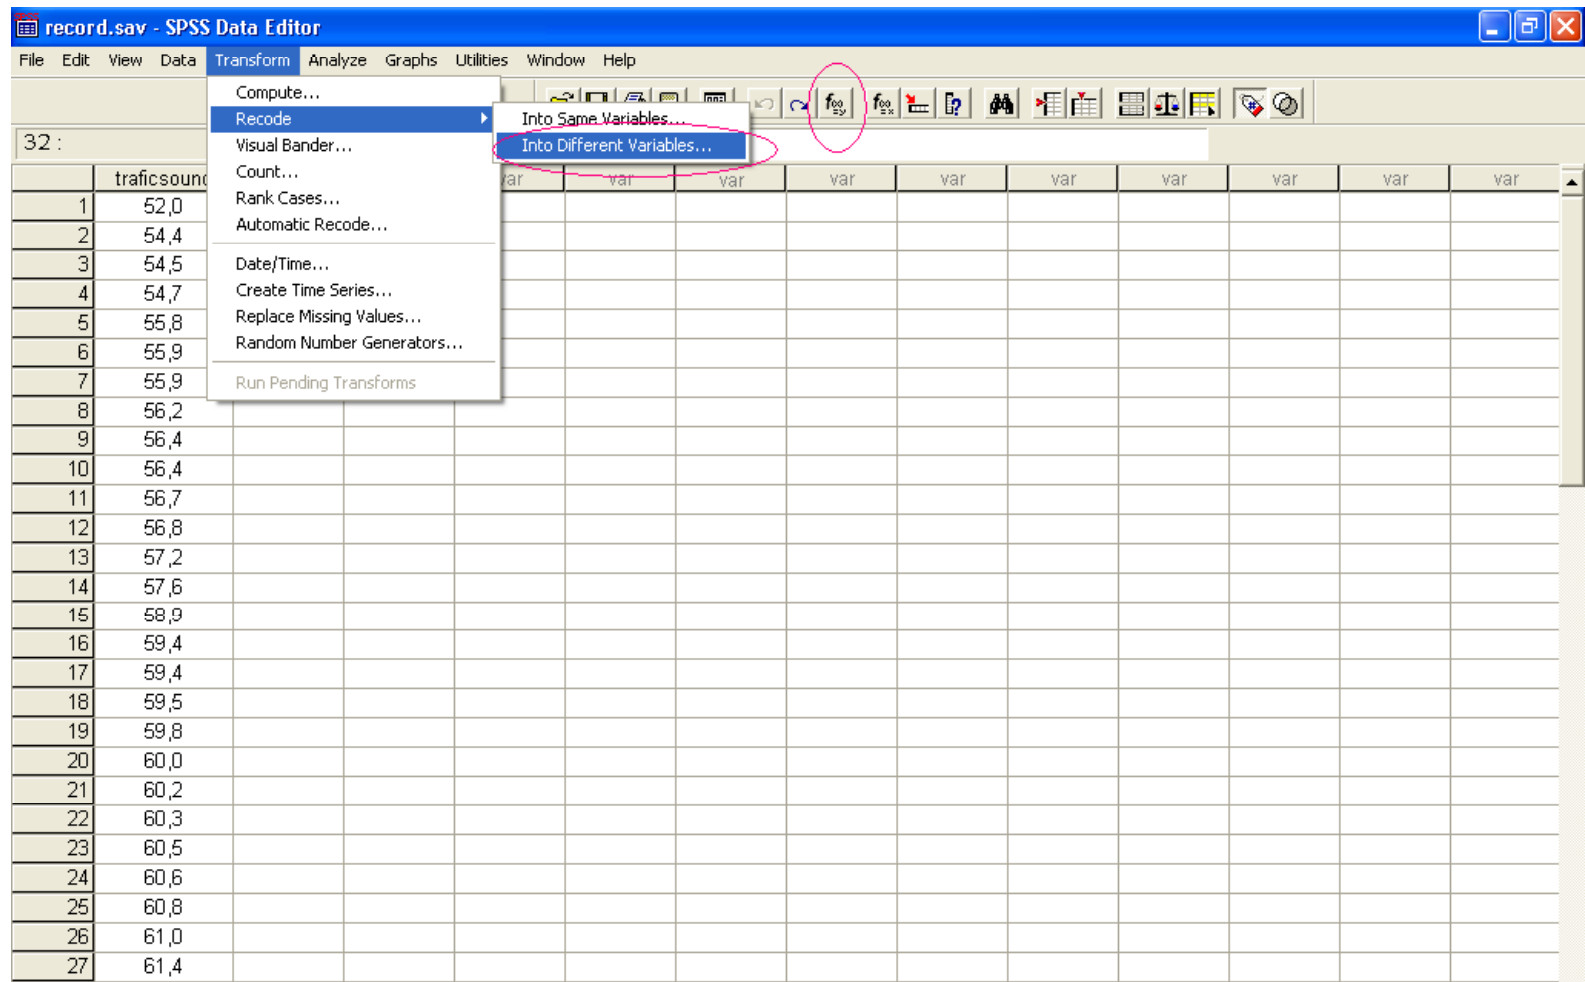 record.sav - SPSS Data Editor
File Edit View Data Transform Analyze Graphs Utilities Window Help
Compute...
Recode
Into Same Variables...
32 :
Visual Bander...
Into Different Variables...
Count...
traficsound var var var var var var var var var var
Rank Cases...
1 52,0
Automatic Recode...
2 54,4
Date/Time...
3 54,5
Create Time Series...
4 54,7
Replace Missing Values...
5 55,8
Random Number Generators...
6 55,9
Run Pending Transforms
7 55,9
8 56,2
9 56,4
10 56,4
11 56,7
12 56,8
13 57,2
14 57,6
15 58,9
16 59,4
17 59,4
18 59,5
19 59,8
20 60,0
21 60,2
22 60,3
23 60,5
24 60,6
25 60,8
26 61,0
27 61,4